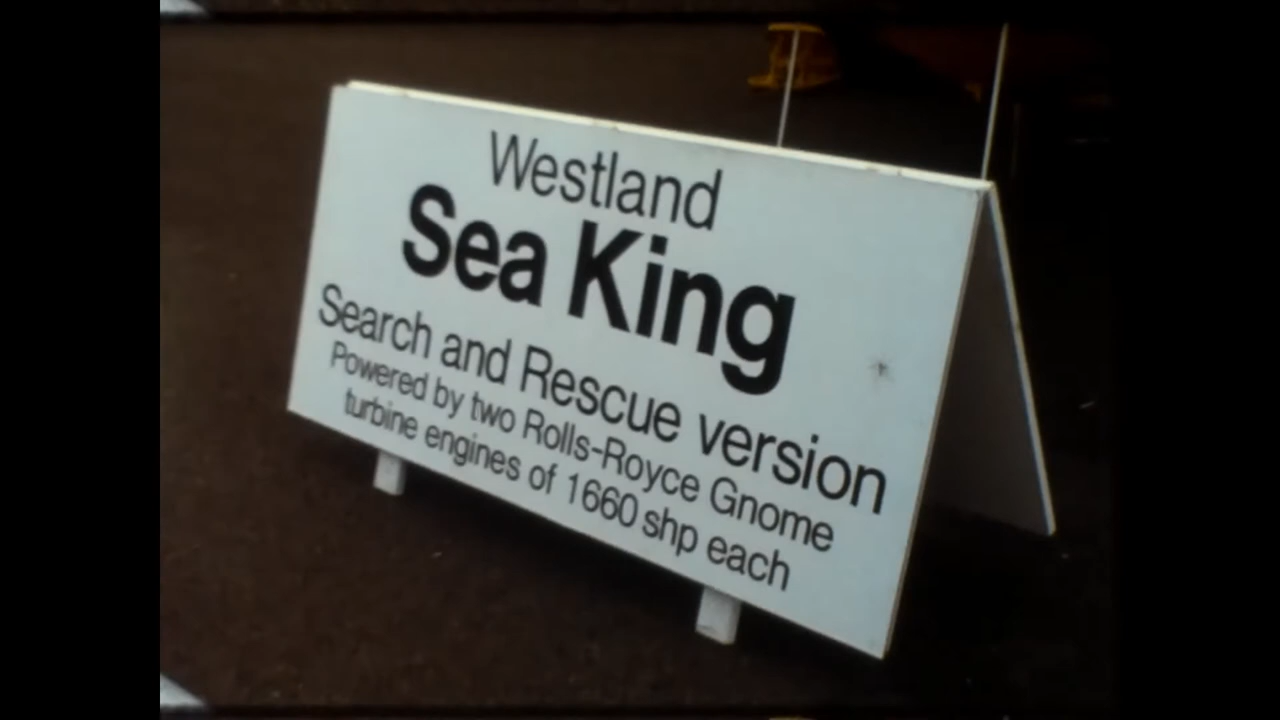 Westland
Sea King
Search and Rescue version
Powered by two Rolls-Royce Gnome
turbine engines of 1660 shp each